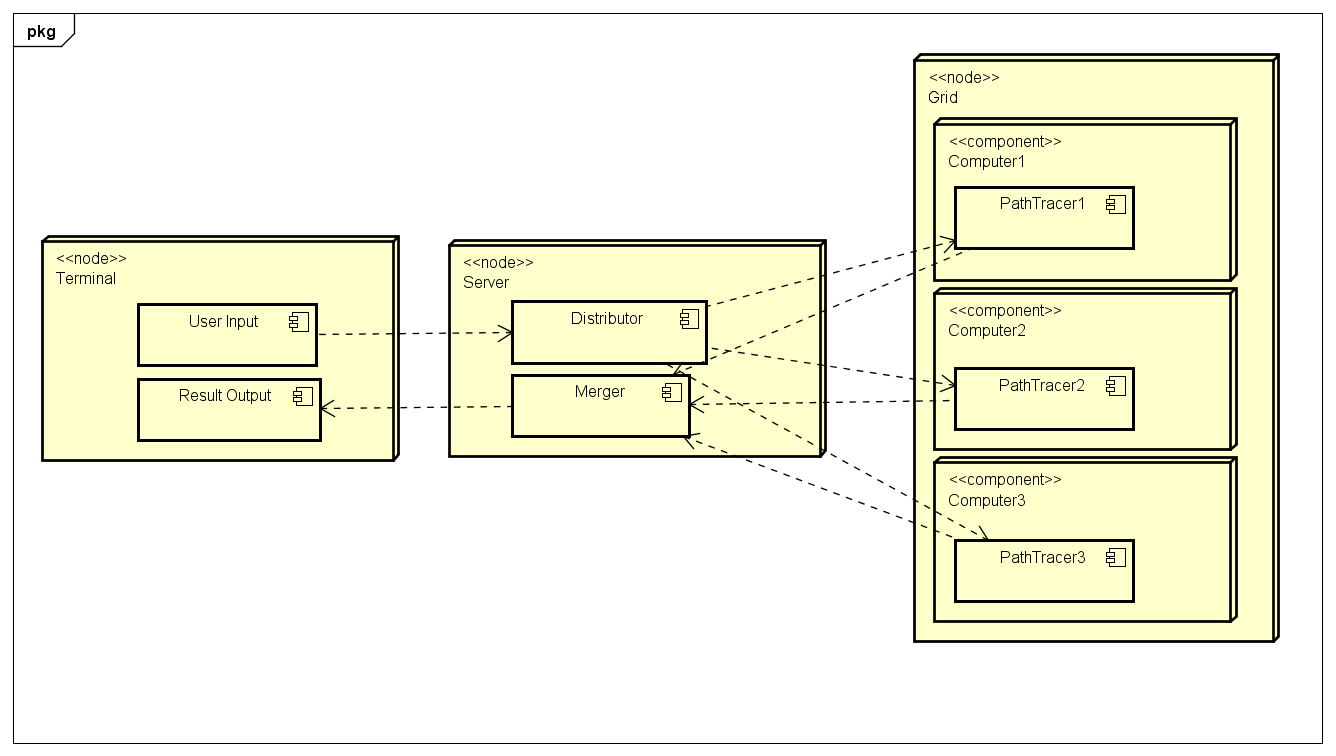 pkg
<<node>>
Terminal
User Input
Result Output
<<node>>
Server
Distributor
Merger
<<node>>
Grid
<<component>>
Computer1
PathTracer1
<<component>>
Computer2
PathTracer2
<<component>>
Computer3
PathTracer3